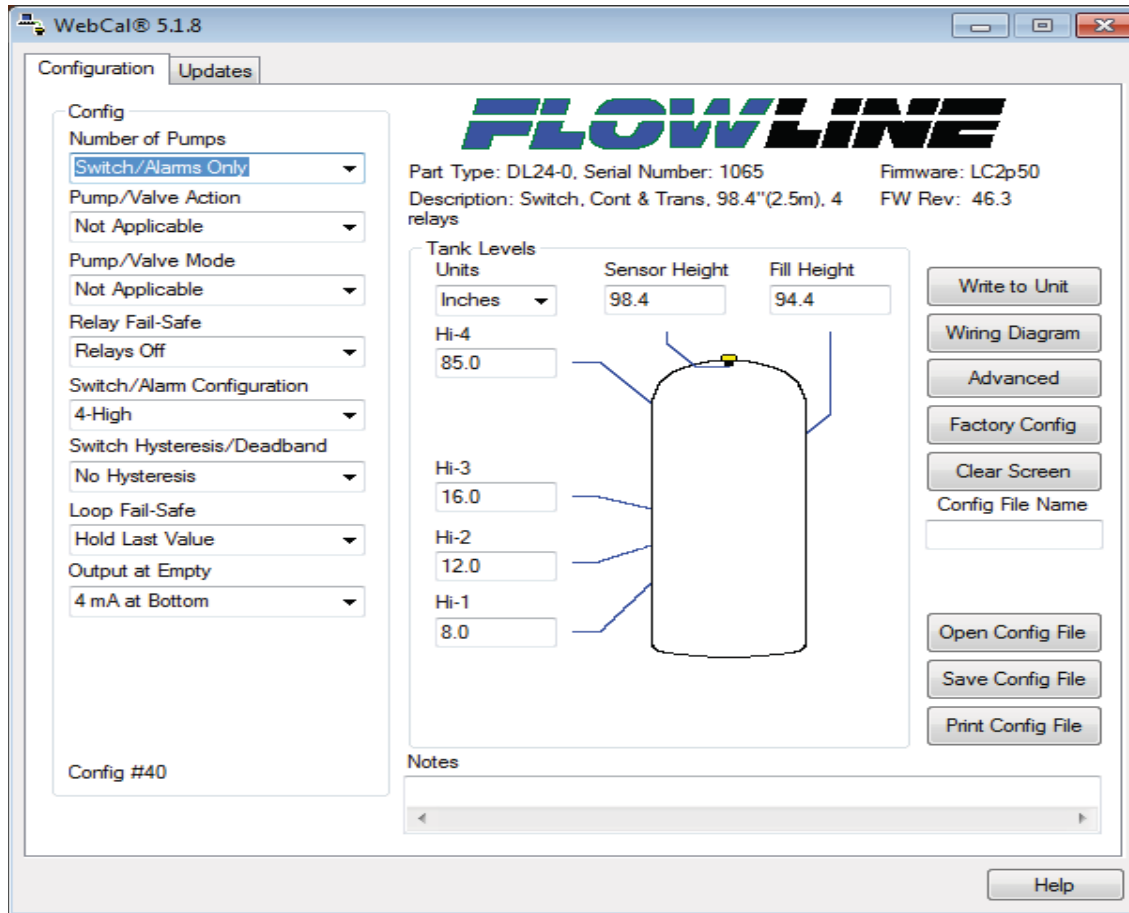 WebCal® 5.1.8
Configuration
Updates
Config
Number of Pumps
Switch/Alarms Only
Pump/Valve Action
Not Applicable
Pump/Valve Mode
Not Applicable
Relay Fail-Safe
Relays Off
Switch/Alarm Configuration
4-High
Switch Hysteresis/Deadband
No Hysteresis
Loop Fail-Safe
Hold Last Value
Output at Empty
4 mA at Bottom
Config #40
FLOWLINE
Part Type: DL24-0, Serial Number: 1065
Firmware: LC2p50
Description: Switch, Cont & Trans, 98.4"(2.5m), 4
relays
FW Rev: 46.3
Tank Levels
Units
Inches
Sensor Height
98.4
Fill Height
94.4
Hi-4
85.0
Hi-3
16.0
Hi-2
12.0
Hi-1
8.0
Write to Unit
Wiring Diagram
Advanced
Factory Config
Clear Screen
Config File Name
Open Config File
Save Config File
Print Config File
Notes
Help